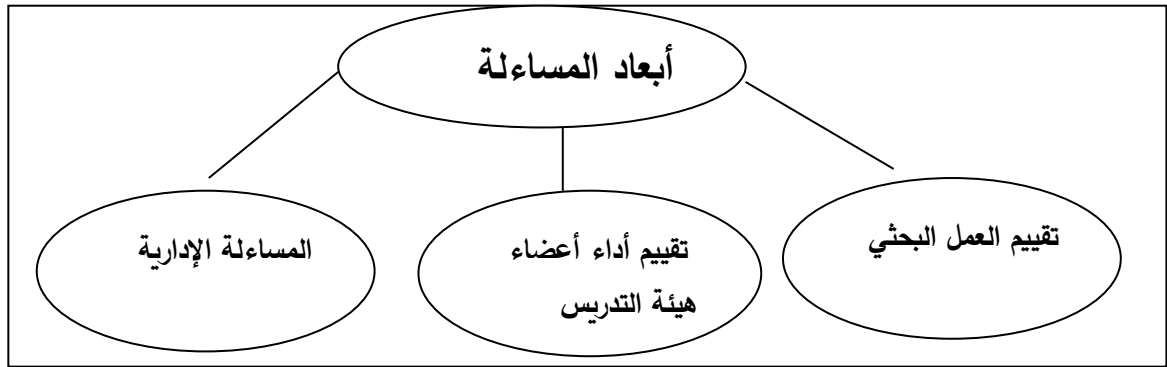 أبعاد المساءلة
تقييم العمل البحثي
تقييم أداء أعضاء
هيئة التدريس
المساءلة الإدارية